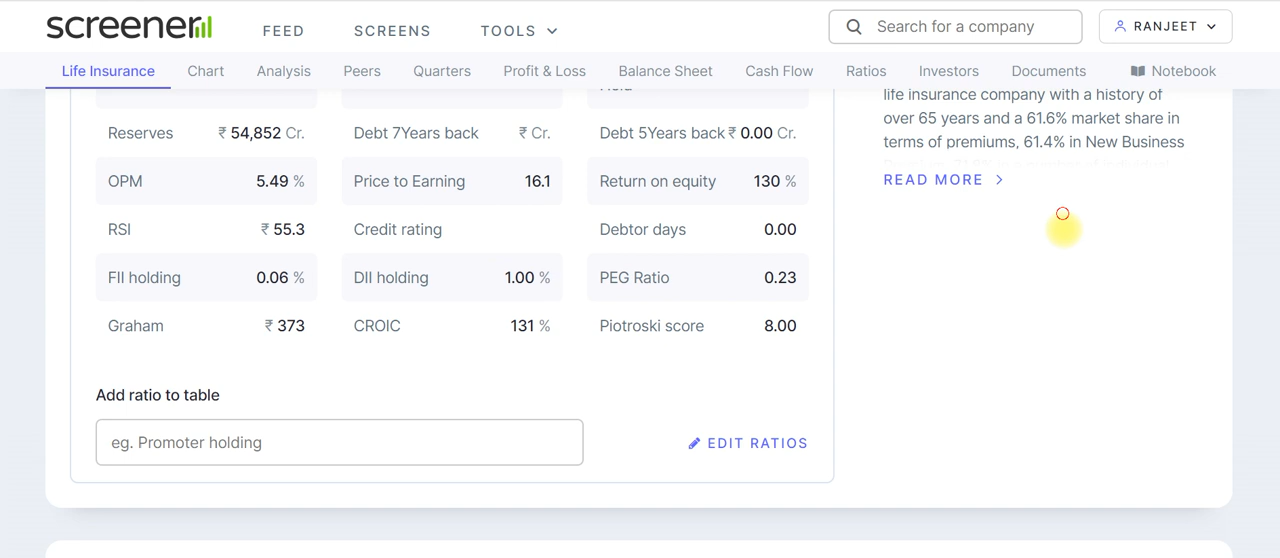 screener
FEED
SCREENS
TOOLS
Search for a company
RANJEET
Life Insurance
Chart
Analysis
Peers
Quarters
Profit & Loss
Balance Sheet
Cash Flow
Ratios
Investors
Documents
Notebook
life insurance company with a history of
over 65 years and a 61.6% market share in
terms of premiums, 61.4% in New Business
READ MORE
Reserves ₹ 54,852 Cr.
Debt 7Years back ₹ Cr.
Debt 5Years back ₹ 0.00 Cr.
OPM 5.49 %
Price to Earning 16.1
Return on equity 130 %
RSI ₹ 55.3
Credit rating
Debtor days 0.00
FII holding 0.06 %
DII holding 1.00 %
PEG Ratio 0.23
Graham ₹ 373
CROIC 131 %
Piotroski score 8.00
Add ratio to table
eg. Promoter holding
EDIT RATIOS